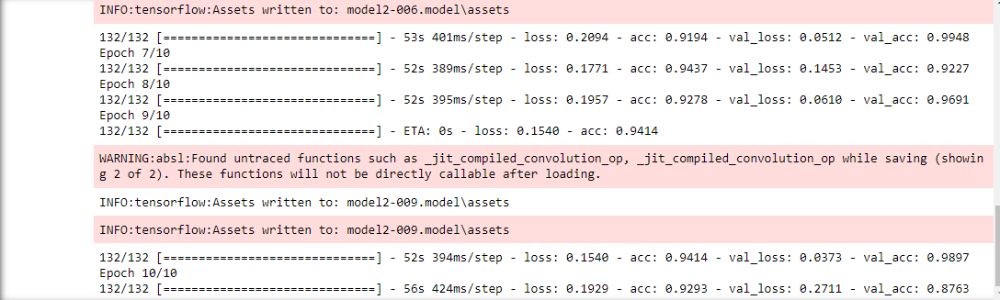 INFO:tensorflow:Assets written to: model2-006.model\assets
132/132 [==============================] - 53s 401ms/step - loss: 0.2094 - acc: 0.9194 - val_loss: 0.0512 - val_acc: 0.9948
Epoch 7/10
132/132 [==============================] - 52s 389ms/step - loss: 0.1771 - acc: 0.9437 - val_loss: 0.1453 - val_acc: 0.9227
Epoch 8/10
132/132 [==============================] - 52s 395ms/step - loss: 0.1957 - acc: 0.9278 - val_loss: 0.0610 - val_acc: 0.9691
Epoch 9/10
132/132 [==============================] - ETA: 0s - loss: 0.1540 - acc: 0.9414
WARNING:absl:Found untraced functions such as _jit_compiled_convolution_op, _jit_compiled_convolution_op while saving (showin
g 2 of 2). These functions will not be directly callable after loading.
INFO:tensorflow:Assets written to: model2-009.model\assets
INFO:tensorflow:Assets written to: model2-009.model\assets
132/132 [==============================] - 52s 394ms/step - loss: 0.1540 - acc: 0.9414 - val_loss: 0.0373 - val_acc: 0.9897
Epoch 10/10
132/132 [==============================] - 56s 424ms/step - loss: 0.1929 - acc: 0.9293 - val_loss: 0.2711 - val_acc: 0.8763